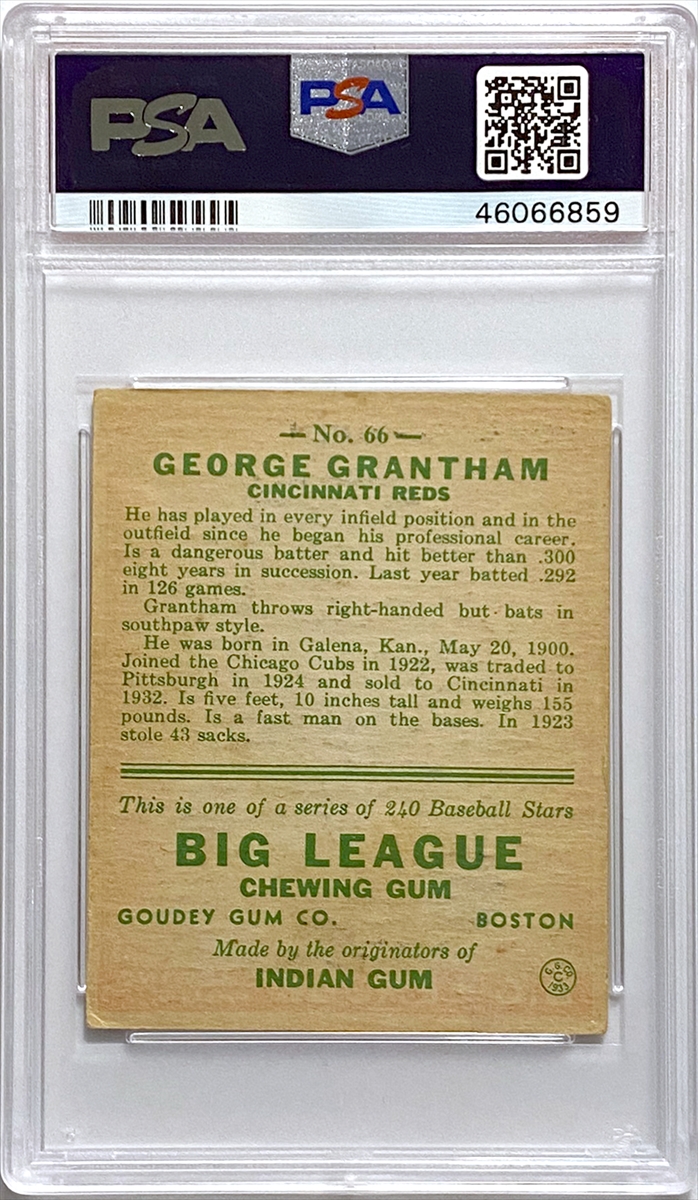 PSA
PSA
46066859
— No. 66 —
GEORGE GRANTHAM
CINCINNATI REDS
He has played in every infield position and in the
outfield since he began his professional career.
Is a dangerous batter and hit better than .300
eight years in succession. Last year batted .292
in 126 games.
Grantham throws right-handed but bats in
southpaw style.
He was born in Galena, Kan., May 20, 1900.
Joined the Chicago Cubs in 1922, was traded to
Pittsburgh in 1924 and sold to Cincinnati in
1932. Is five feet, 10 inches tall and weighs 155
pounds. Is a fast man on the bases. In 1923
stole 43 sacks.
This is one of a series of 240 Baseball Stars
BIG LEAGUE
CHEWING GUM
GOUDEY GUM CO. BOSTON
Made by the originators of
INDIAN GUM
G. G. CO.
C
1933